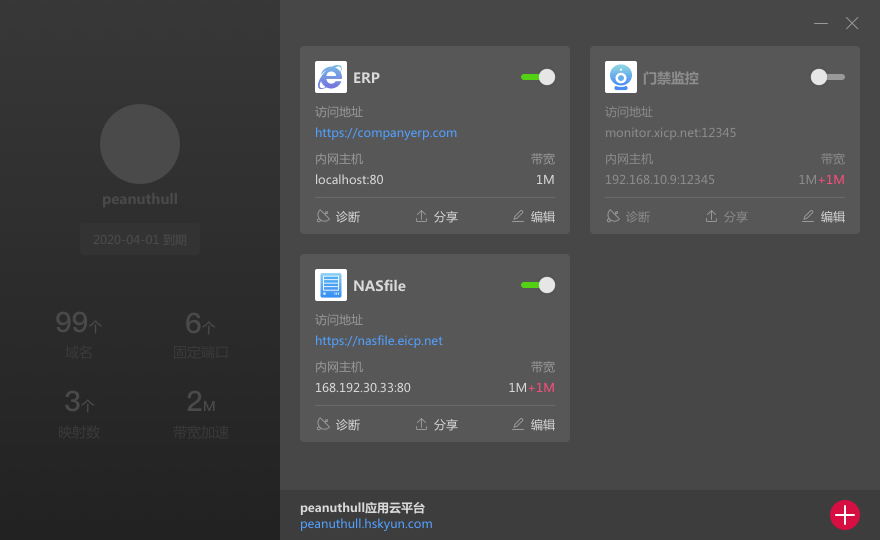 peanuthull
2020-04-01 到期
99个
域名
6个
固定端口
3个
映射数
2M
带宽加速
ERP
访问地址
https://companyerp.com
内网主机 带宽
localhost:80 1M
诊断 分享 编辑
门禁监控
访问地址
monitor.xicp.net:12345
内网主机 带宽
192.168.10.9:12345 1M+1M
诊断 分享 编辑
NASfile
访问地址
https://nasfile.eicp.net
内网主机 带宽
168.192.30.33:80 1M+1M
诊断 分享 编辑
peanuthull应用云平台
peanuthull.hskyun.com